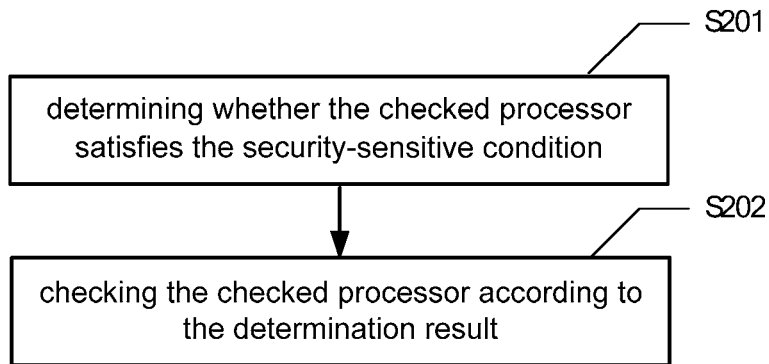 S201
determining whether the checked processor
satisfies the security-sensitive condition
S202
checking the checked processor according to
the determination result